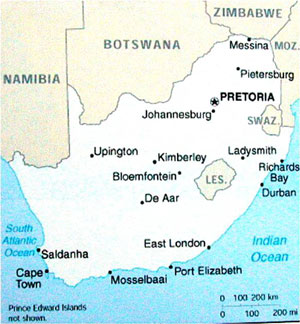 ZIMBABWE
BOTSWANA
MOZ.
Messina
NAMIBIA
Pietersburg
PRETORIA
Johannesburg
SWAZ.
Upington
Kimberley
Ladysmith
Richards
Bay
Bloemfontein
LES.
Durban
De Aar
South
Atlantic
Ocean
East London
Indian
Ocean
Saldanha
Cape
Town
Mosselbaai
Port Elizabeth
0 100 200 km
0 100 200 mi
Prince Edward Islands
not shown.